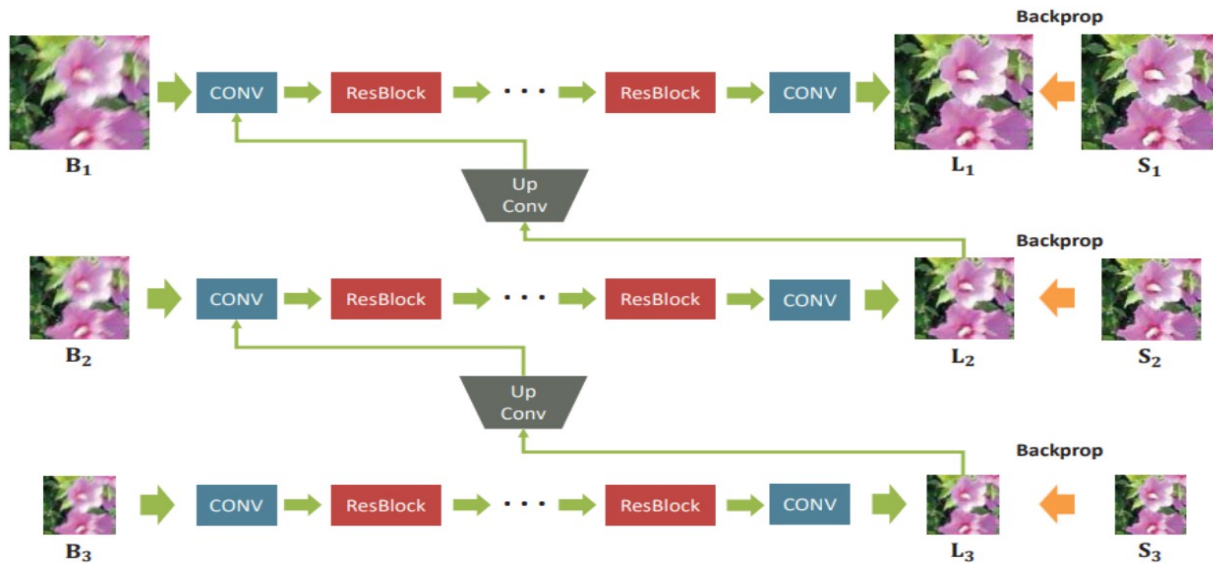 Backprop
CONV ResBlock ··· ResBlock CONV
B₁ L₁ S₁
Up
Conv
Backprop
CONV ResBlock ··· ResBlock CONV
B₂ L₂ S₂
Up
Conv
Backprop
CONV ResBlock ··· ResBlock CONV
B₃ L₃ S₃